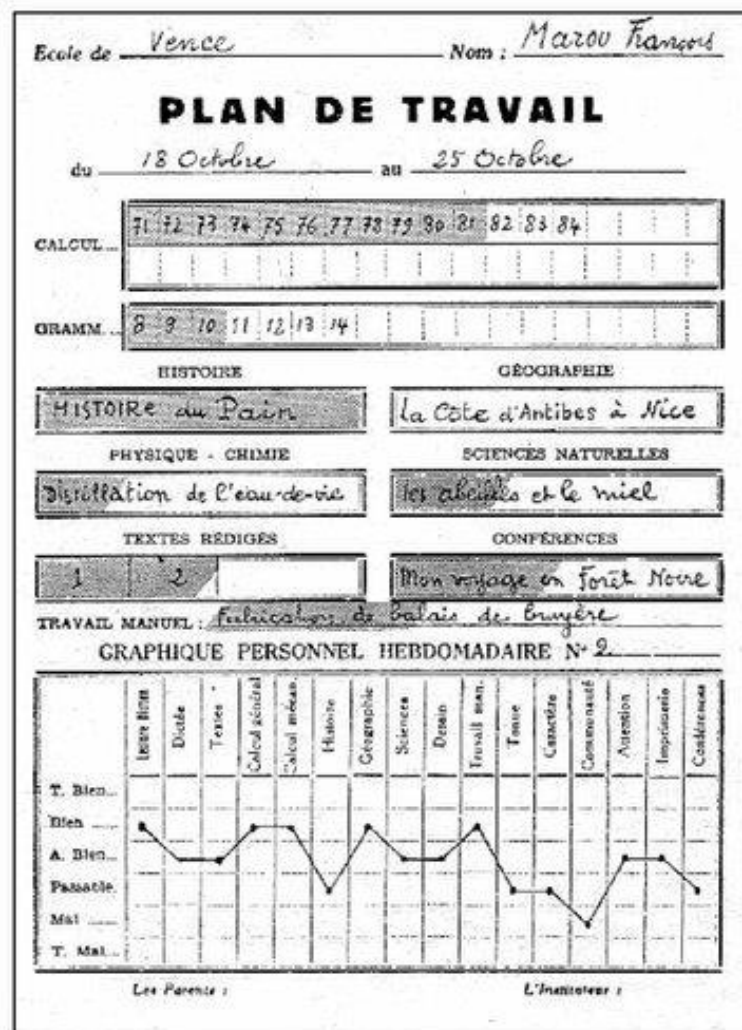 Ecole de Vence Nom : Marou François
PLAN DE TRAVAIL
du 18 Octobre au 25 Octobre
CALCUL ... 71 72 73 74 75 76 77 78 79 80 81 82 83 84
GRAMM. ... 8 9 10 11 12 13 14
HISTOIRE GÉOGRAPHIE
HISTOIRE du Pain La Côte d'Antibes à Nice
PHYSIQUE - CHIMIE SCIENCES NATURELLES
Distillation de l'eau-de-vie les abeilles et le miel
TEXTES RÉDIGÉS CONFÉRENCES
1 2 Mon voyage en Forêt Noire
TRAVAIL MANUEL : Fabrication de balais de bruyère
GRAPHIQUE PERSONNEL HEBDOMADAIRE N° 2
Dictée Textes Calcul général Calcul mécan. Histoire Géographie Sciences Dessin Travail man. Tenue Caractère Communauté Attention Imprimerie Conférences
T. Bien ...
Bien ......
A. Bien ...
Passable.
Mal ......
T. Mal ...
Les Parents : L'Instituteur :